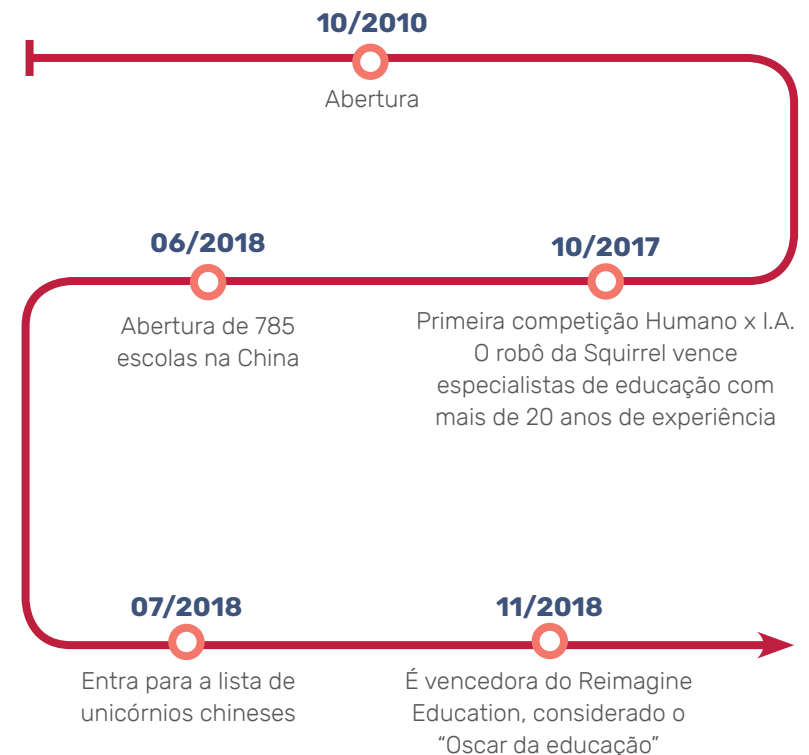 10/2010
Abertura
10/2017
Primeira competição Humano x I.A.
O robô da Squirrel vence
especialistas de educação com
mais de 20 anos de experiência
06/2018
Abertura de 785
escolas na China
07/2018
Entra para a lista de
unicórnios chineses
11/2018
É vencedora do Reimagine
Education, considerado o
“Oscar da educação”